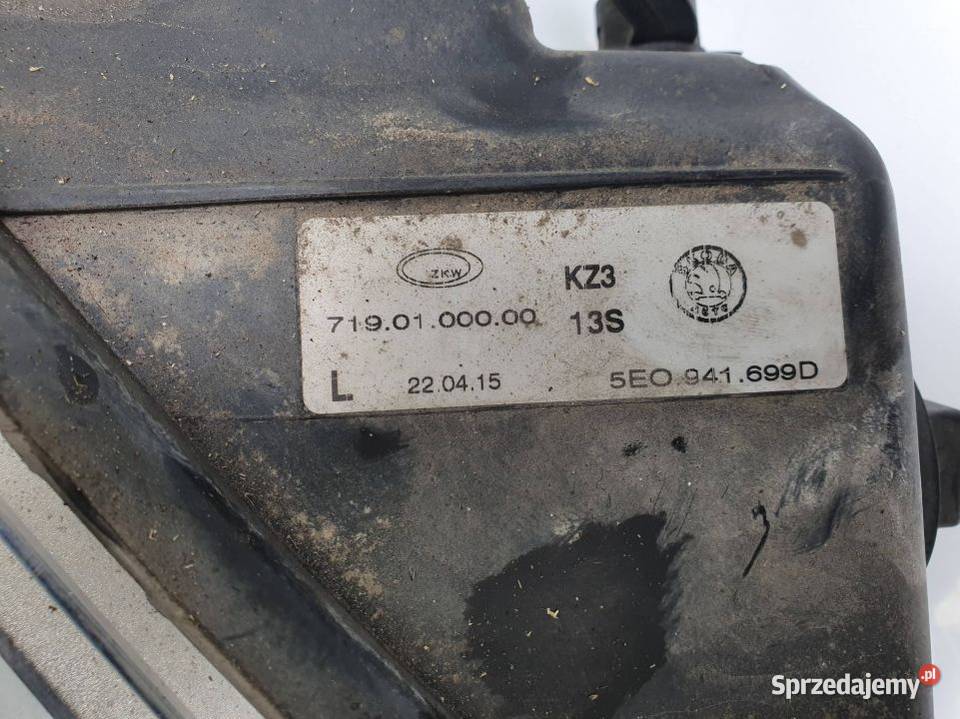 ZKW
KZ3
719.01.000.00 13S
L 22.04.15 5E0.941.699D
Sprzedajemy.pl